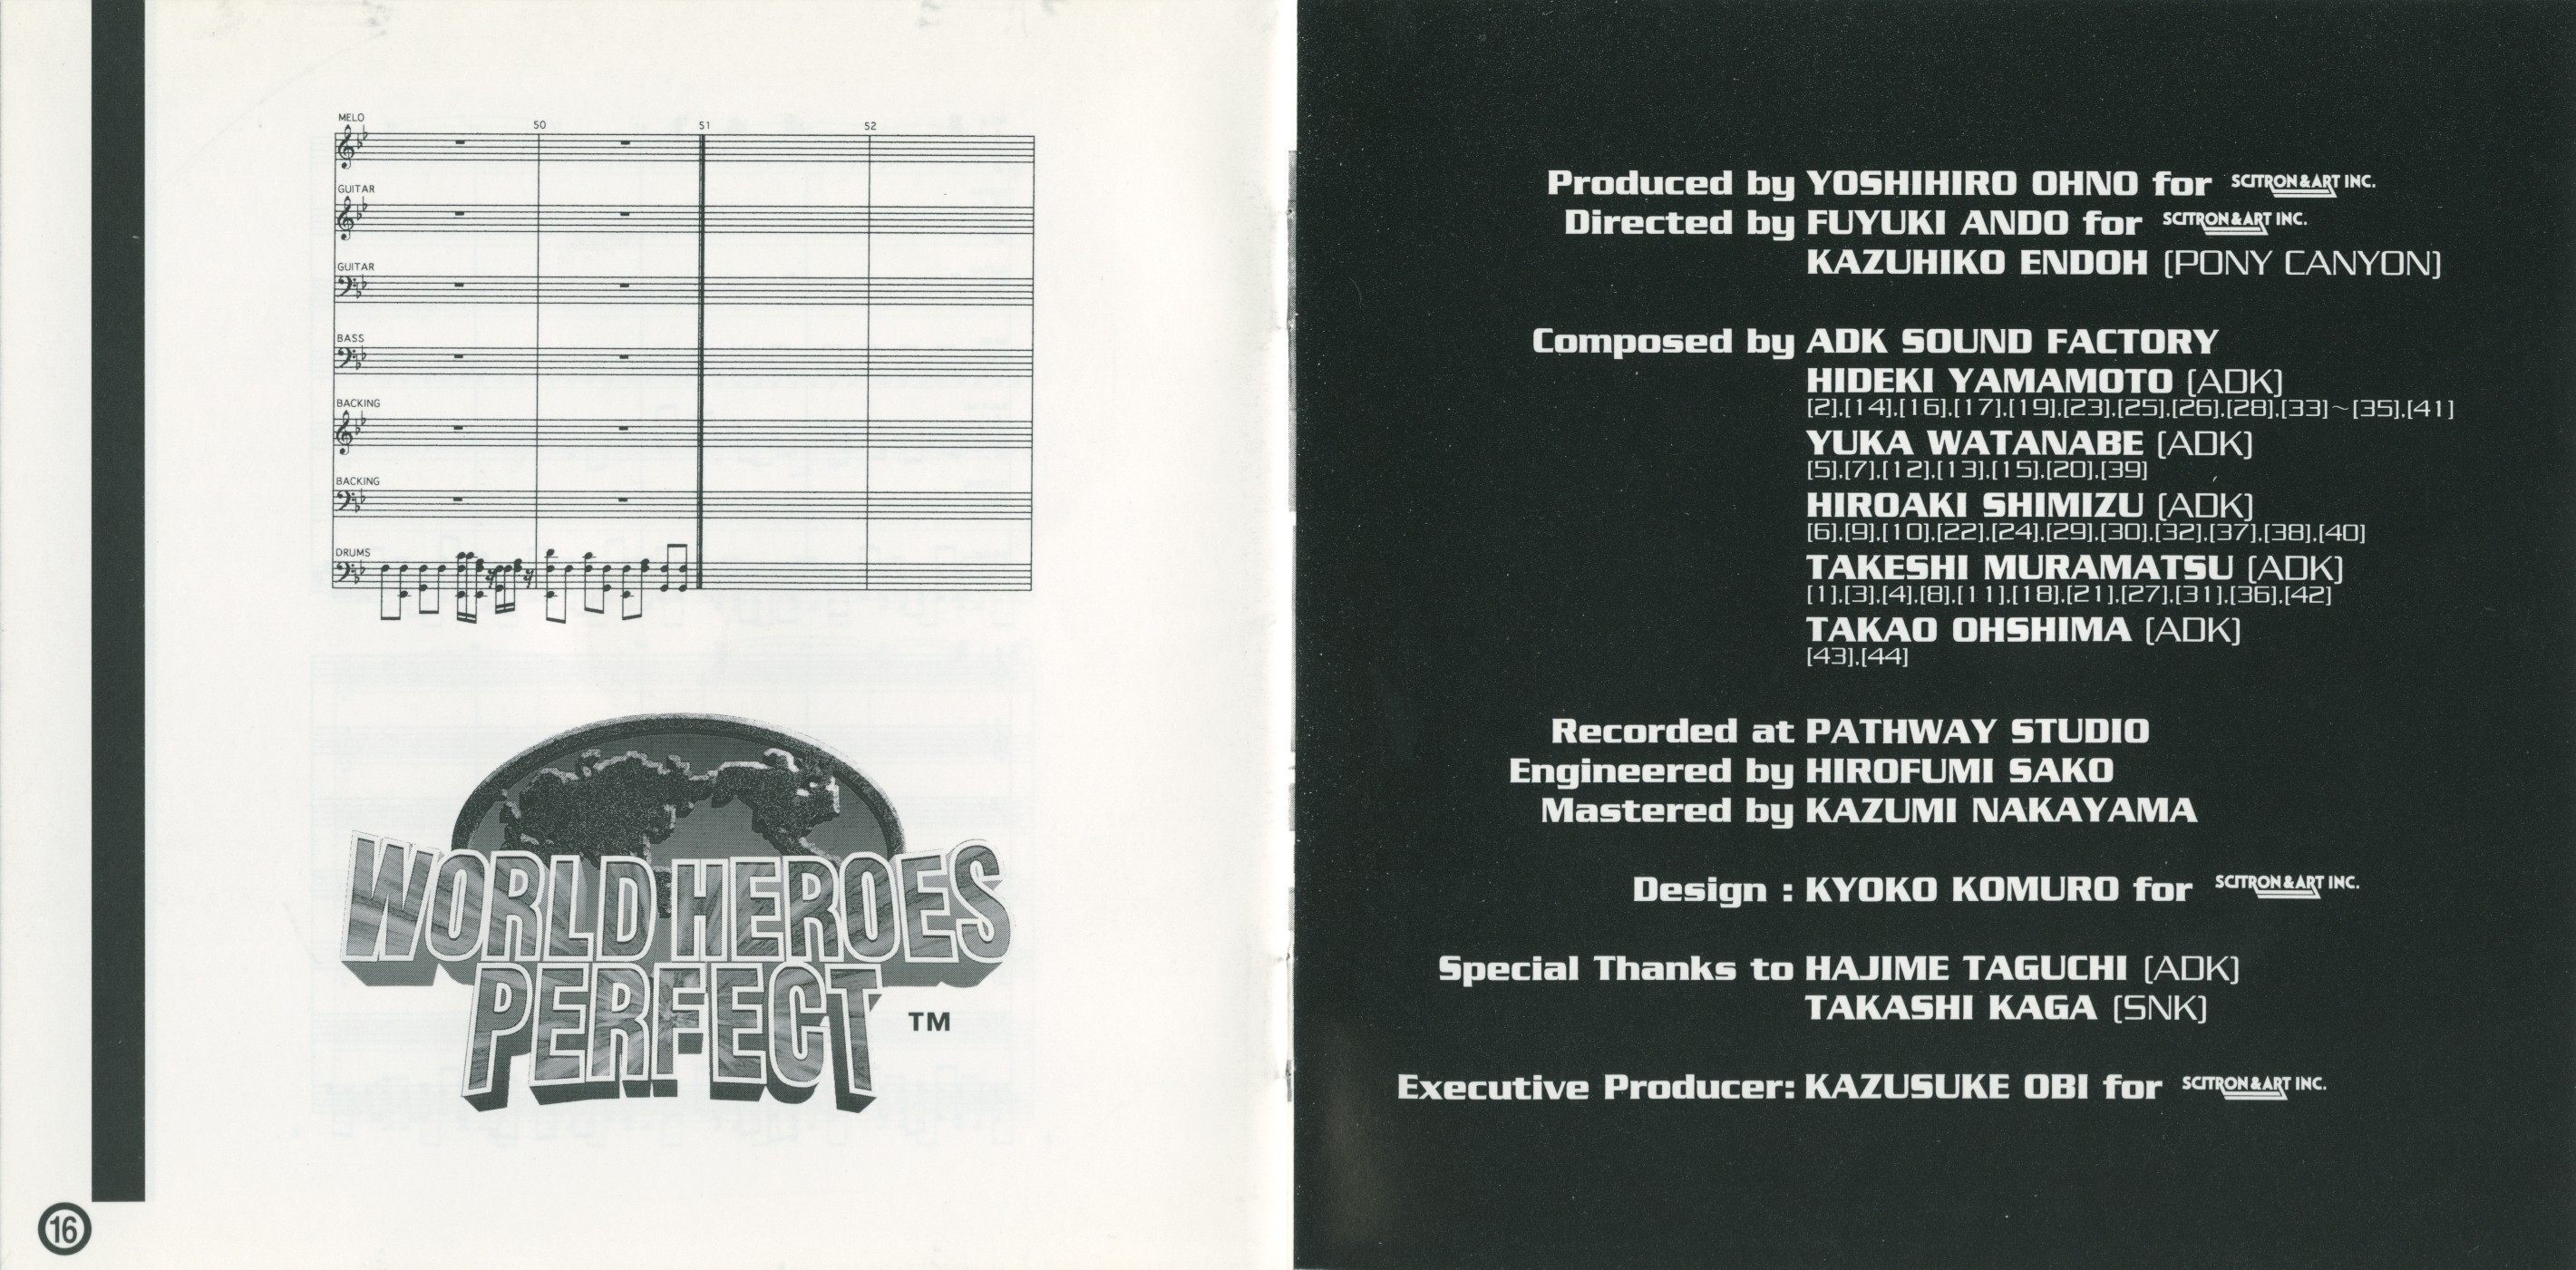 MELO
50
51
52
GUITAR
GUITAR
BASS
BACKING
BACKING
DRUMS
WORLD HEROES
PERFECT
TM
16
Produced by YOSHIHIRO OHNO for SCITRON & ART INC.
Directed by FUYUKI ANDO for SCITRON & ART INC.
KAZUHIKO ENDOH [PONY CANYON]
Composed by ADK SOUND FACTORY
HIDEKI YAMAMOTO [ADK]
[2],[14],[16],[17],[19],[23],[25],[26],[28],[33]~[35],[41]
YUKA WATANABE [ADK]
[5],[7],[12],[13],[15],[20],[39]
HIROAKI SHIMIZU [ADK]
[6],[9],[10],[22],[24],[29],[30],[32],[37],[38],[40]
TAKESHI MURAMATSU [ADK]
[1],[3],[4],[8],[11],[18],[21],[27],[31],[36],[42]
TAKAO OHSHIMA [ADK]
[43],[44]
Recorded at PATHWAY STUDIO
Engineered by HIROFUMI SAKO
Mastered by KAZUMI NAKAYAMA
Design : KYOKO KOMURO for SCITRON & ART INC.
Special Thanks to HAJIME TAGUCHI [ADK]
TAKASHI KAGA [SNK]
Executive Producer: KAZUSUKE OBI for SCITRON & ART INC.